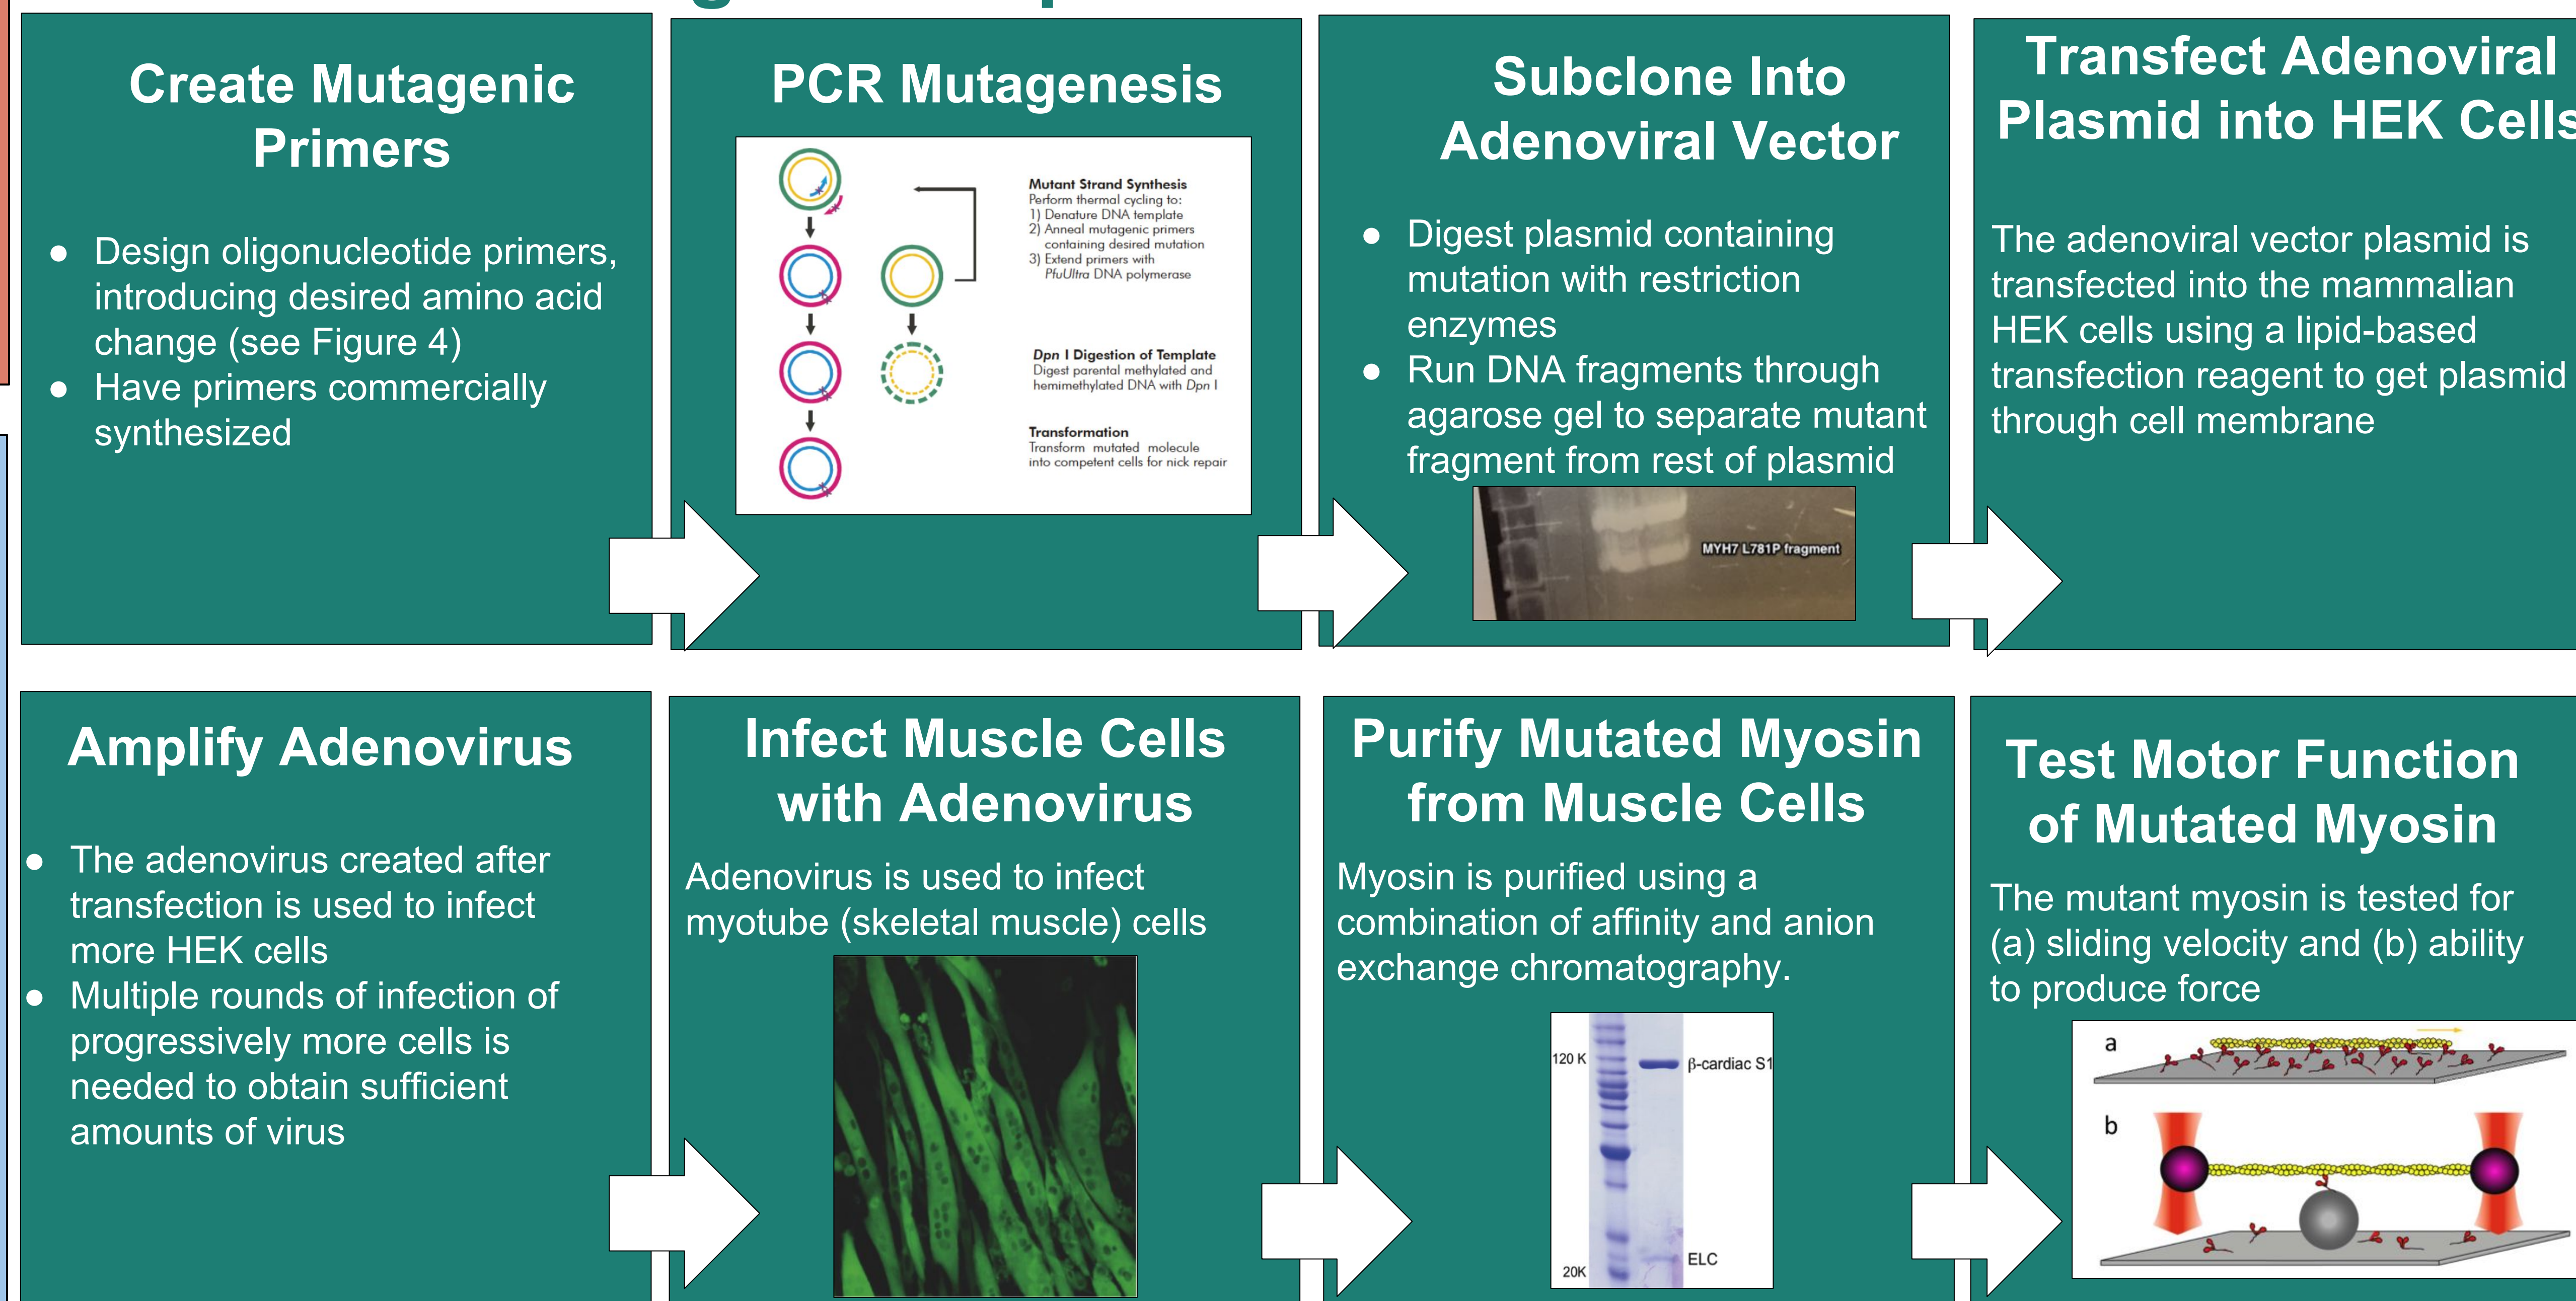 Create Mutagenic
Primers
● Design oligonucleotide primers,
introducing desired amino acid
change (see Figure 4)
● Have primers commercially
synthesized
PCR Mutagenesis
Mutant Strand Synthesis
Perform thermal cycling to:
1) Denature DNA template
2) Anneal mutagenic primers
containing desired mutation
3) Extend primers with
PfuUltra DNA polymerase
Dpn I Digestion of Template
Digest parental methylated and
hemimethylated DNA with Dpn I
Transformation
Transform mutated molecule
into competent cells for nick repair
Subclone Into
Adenoviral Vector
● Digest plasmid containing
mutation with restriction
enzymes
● Run DNA fragments through
agarose gel to separate mutant
fragment from rest of plasmid
MYH7 L781P fragment
Transfect Adenoviral
Plasmid into HEK Cells
The adenoviral vector plasmid is
transfected into the mammalian
HEK cells using a lipid-based
transfection reagent to get plasmid
through cell membrane
Amplify Adenovirus
● The adenovirus created after
transfection is used to infect
more HEK cells
● Multiple rounds of infection of
progressively more cells is
needed to obtain sufficient
amounts of virus
Infect Muscle Cells
with Adenovirus
Adenovirus is used to infect
myotube (skeletal muscle) cells
Purify Mutated Myosin
from Muscle Cells
Myosin is purified using a
combination of affinity and anion
exchange chromatography.
120 K
β-cardiac S1
ELC
20K
Test Motor Function
of Mutated Myosin
The mutant myosin is tested for
(a) sliding velocity and (b) ability
to produce force
a
b